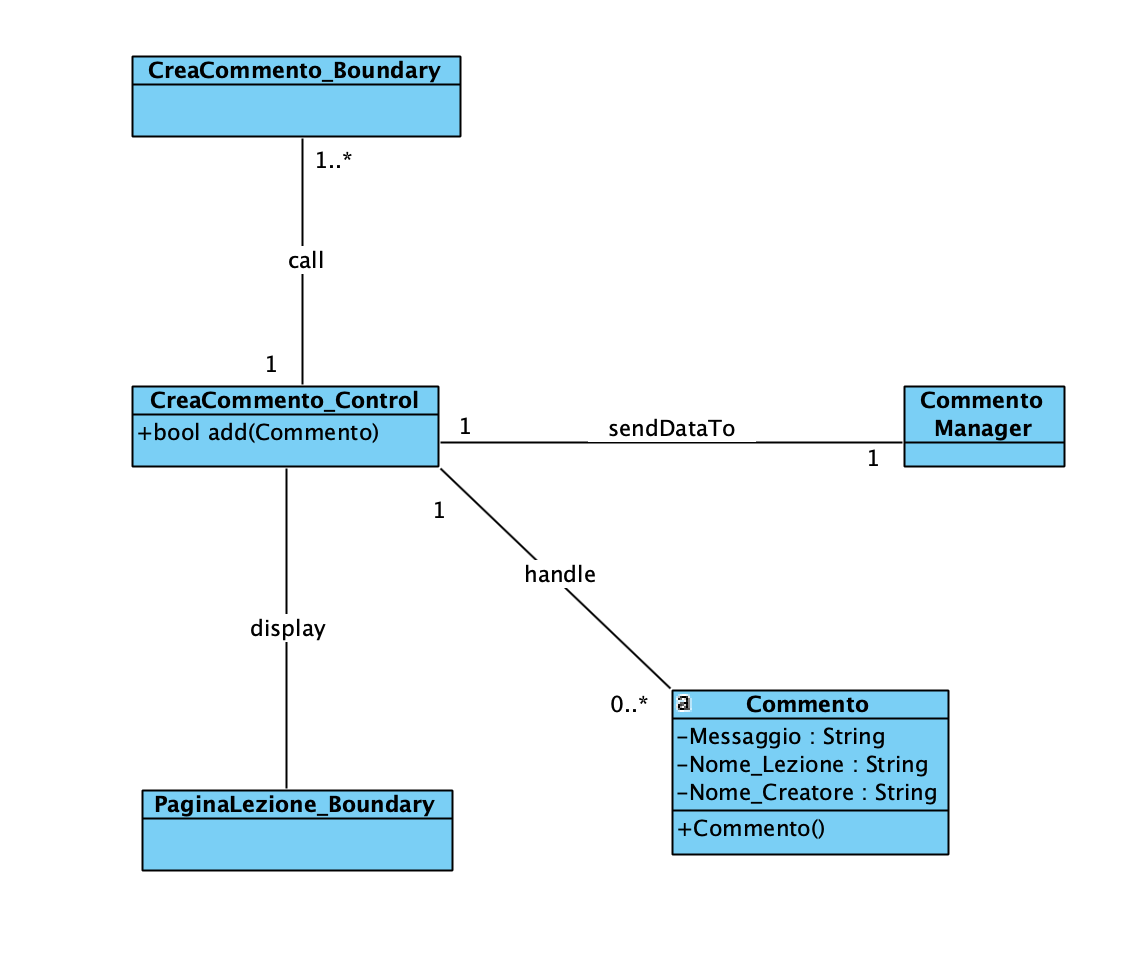 CreaCommento_Boundary
1..*
call
1
CreaCommento_Control
+bool add(Commento)
1
sendDataTo
1
Commento
Manager
1
handle
display
0..*
a
Commento
-Messaggio : String
-Nome_Lezione : String
-Nome_Creatore : String
+Commento()
PaginaLezione_Boundary